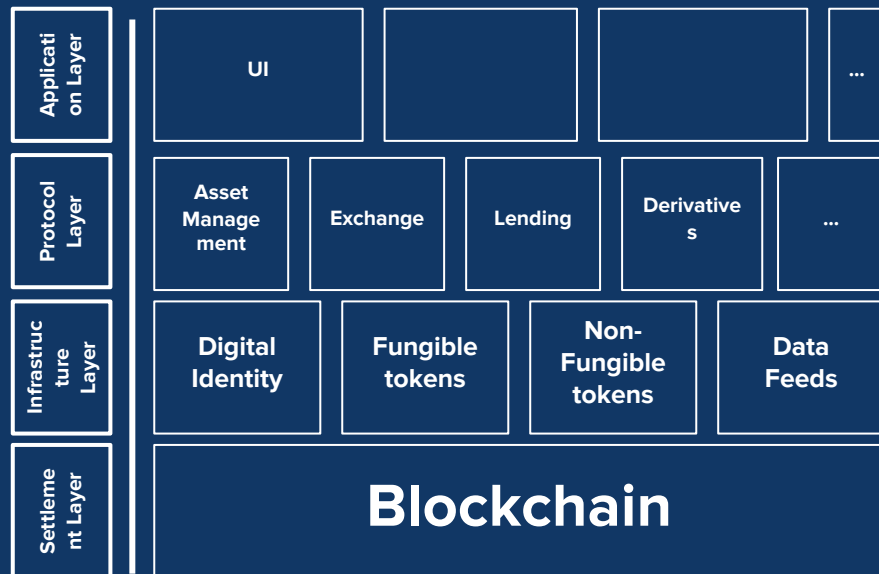 Applicati
on Layer
UI
...
Protocol
Layer
Asset
Manage
ment
Exchange
Lending
Derivative
s
...
Infrastruc
ture
Layer
Digital
Identity
Fungible
tokens
Non-
Fungible
tokens
Data
Feeds
Settleme
nt Layer
Blockchain